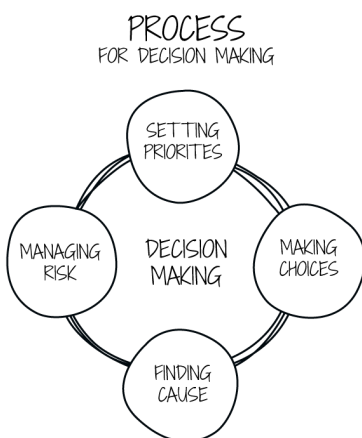 PROCESS
FOR DECISION MAKING
SETTING
PRIORITES
MANAGING
RISK
DECISION
MAKING
MAKING
CHOICES
FINDING
CAUSE